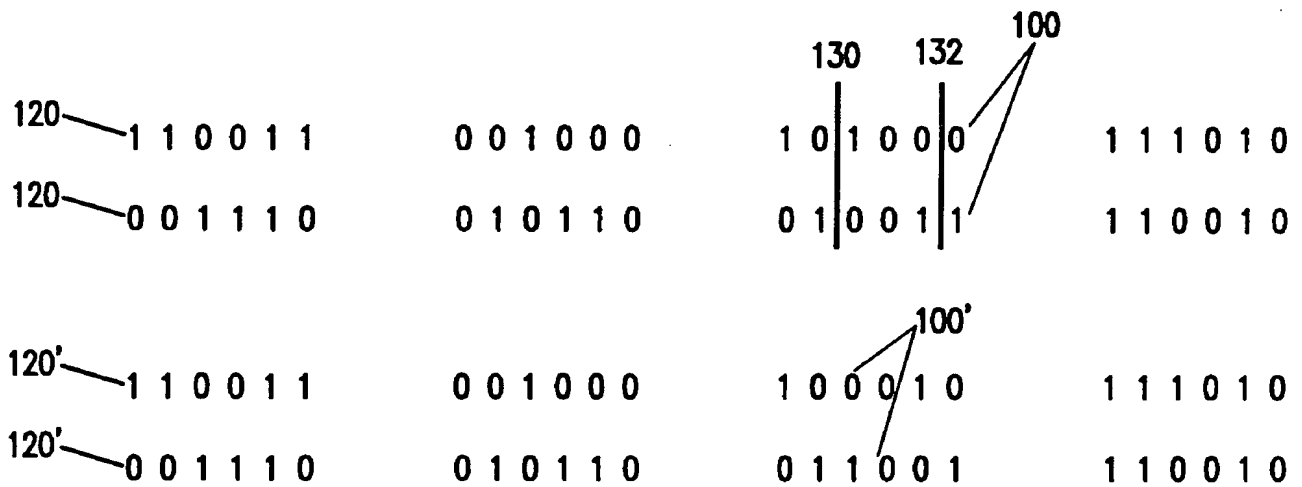 100
130 132
120 1 1 0 0 1 1 0 0 1 0 0 0 1 0 1 0 0 0 1 1 1 0 1 0
120 0 0 1 1 1 0 0 1 0 1 1 0 0 1 0 0 1 1 1 1 0 0 1 0
100'
120' 1 1 0 0 1 1 0 0 1 0 0 0 1 0 0 0 1 0 1 1 1 0 1 0
120' 0 0 1 1 1 0 0 1 0 1 1 0 0 1 1 0 0 1 1 1 0 0 1 0